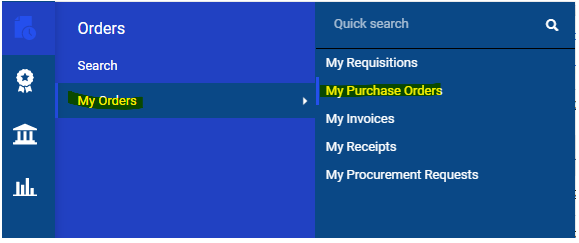 Orders
Search
My Orders
Quick search
My Requisitions
My Purchase Orders
My Invoices
My Receipts
My Procurement Requests